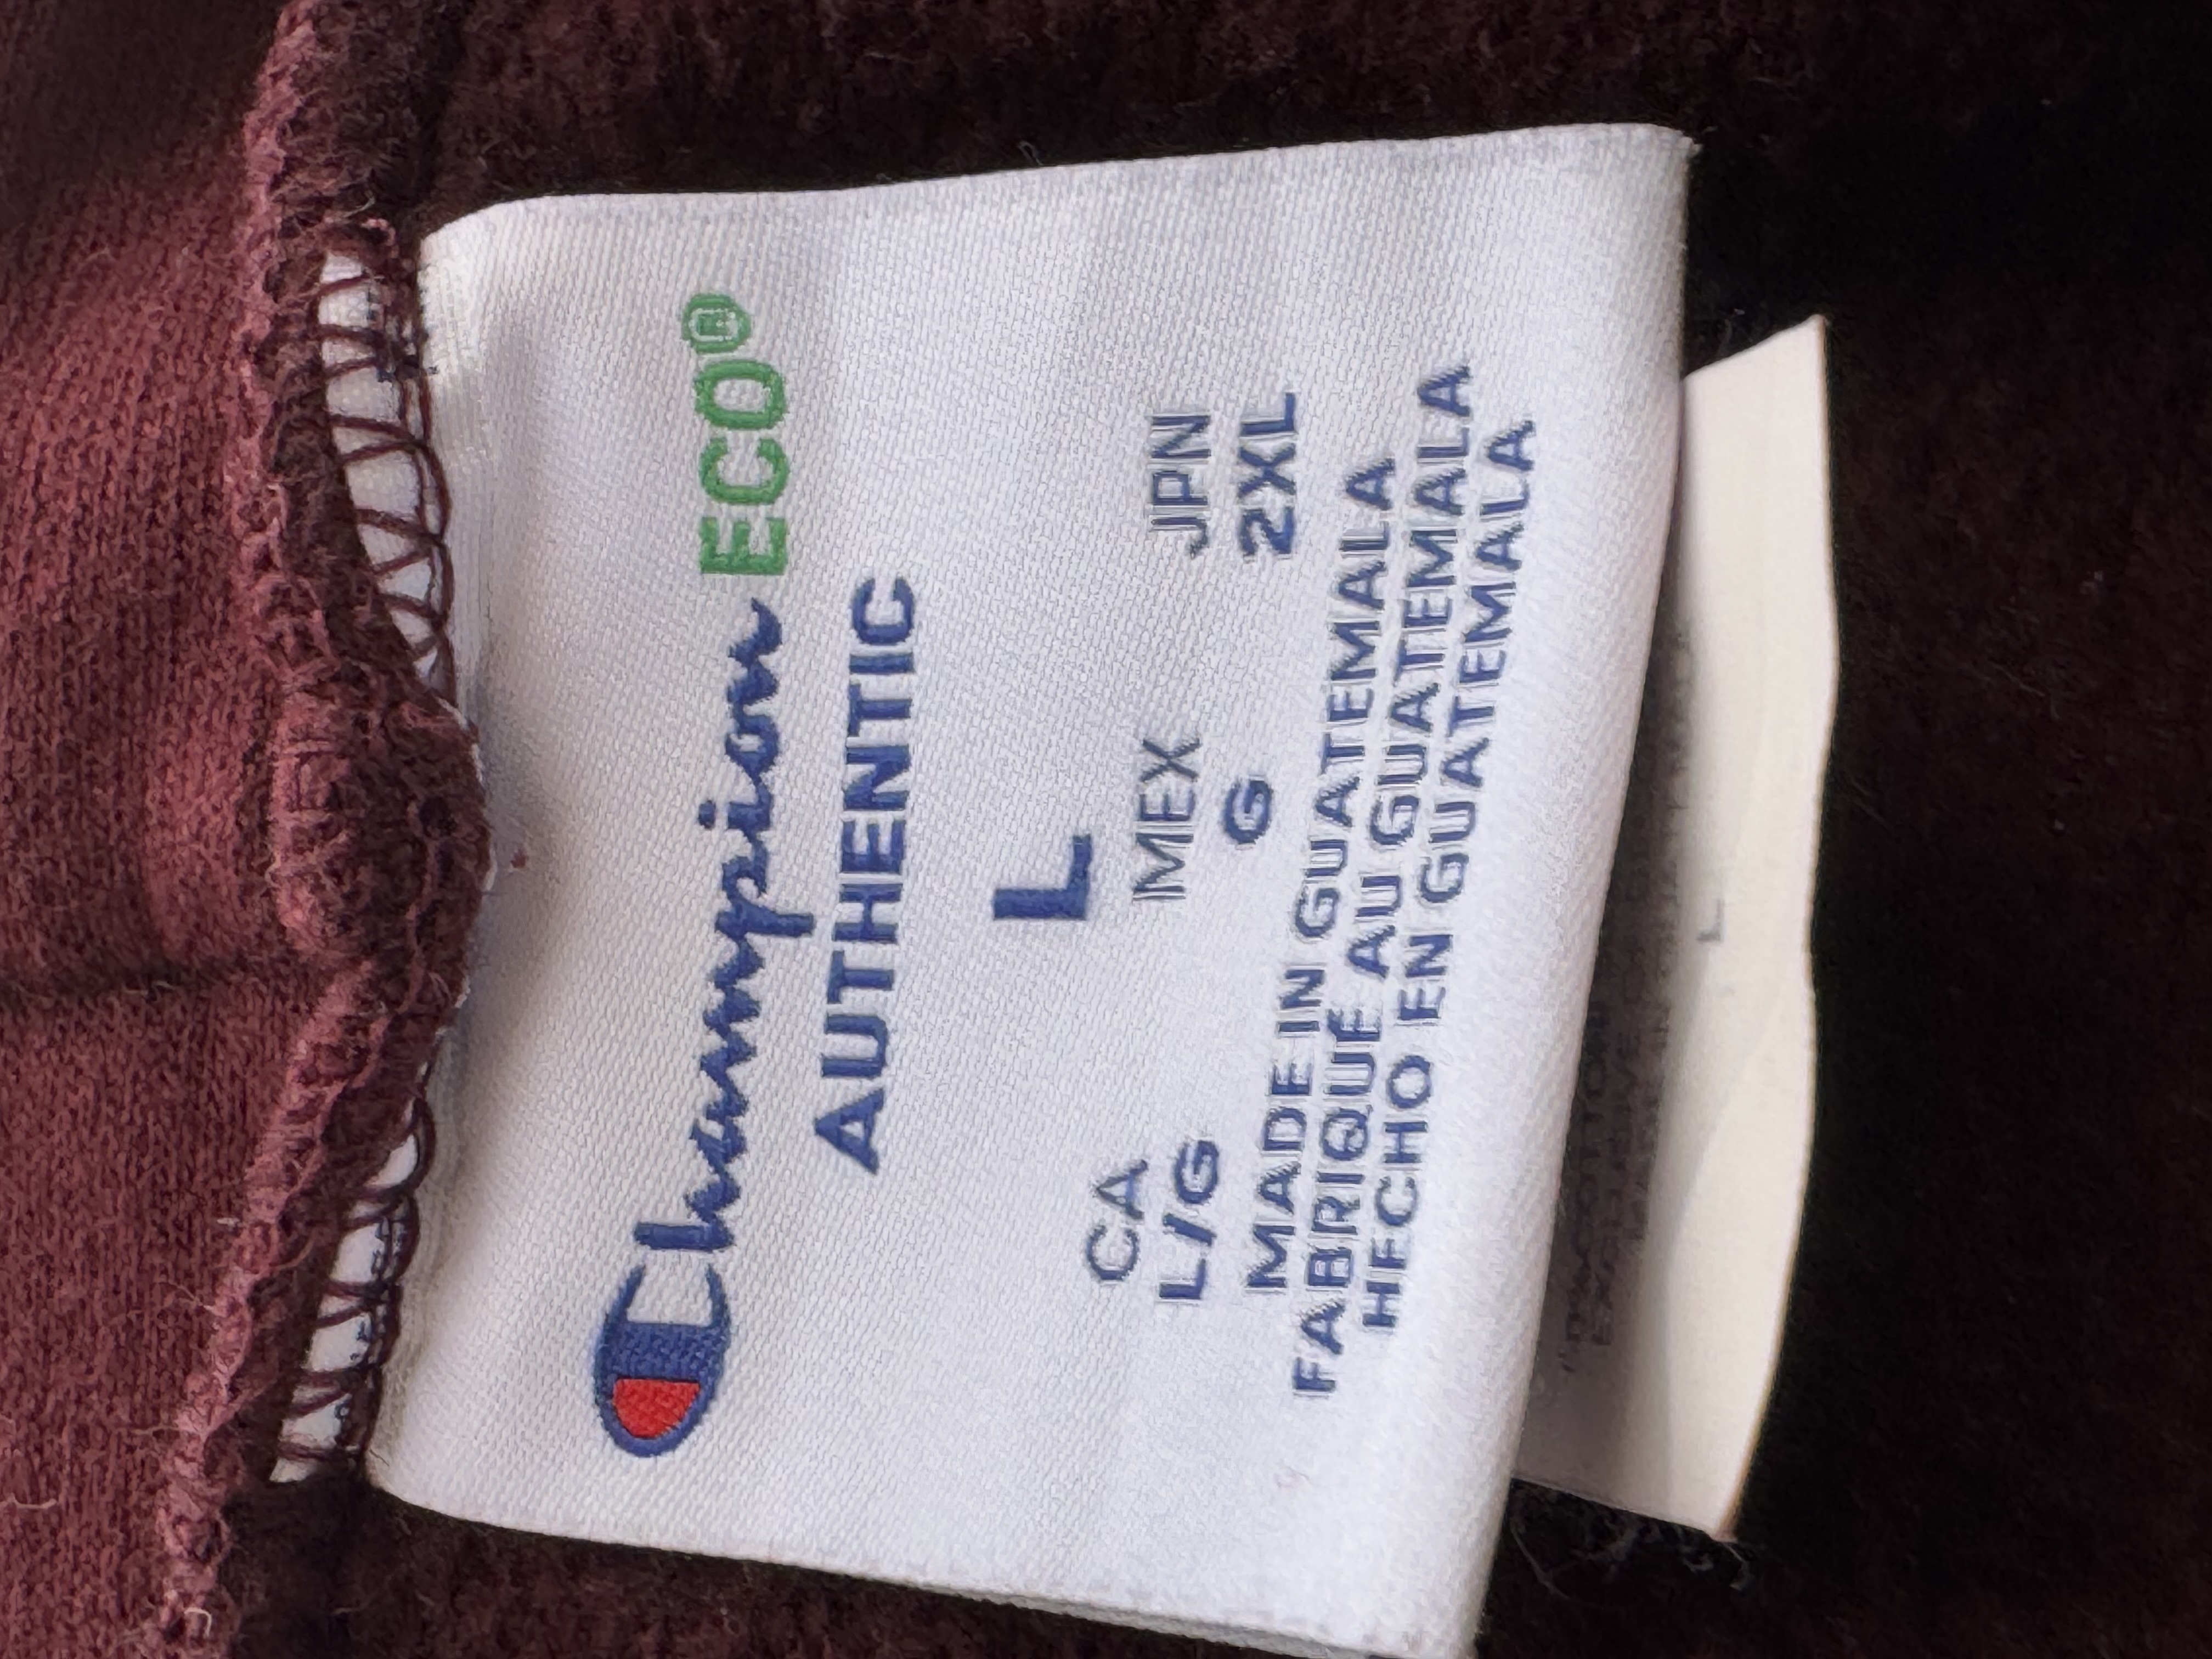 Champion ECO®
AUTHENTIC
L
CA MEX JPN
L/G G 2XL
MADE IN GUATEMALA
FABRIQUÉ AU GUATEMALA
HECHO EN GUATEMALA
L